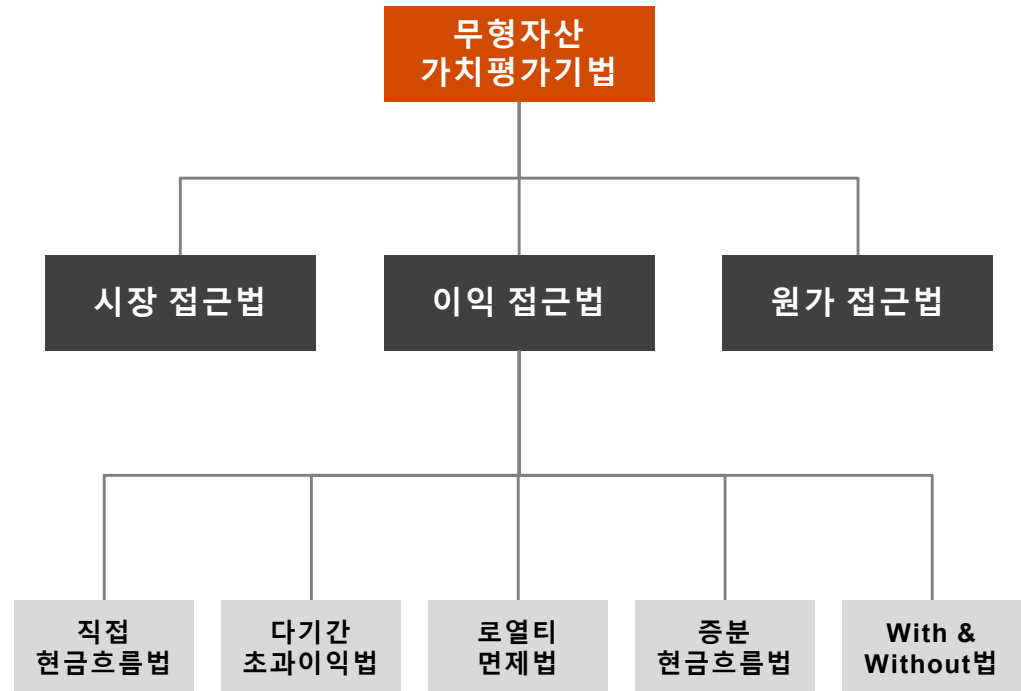 무형자산
가치평가기법
시장 접근법
이익 접근법
원가 접근법
직접
현금흐름법
다기간
초과이익법
로열티
면제법
증분
현금흐름법
With &
Without법